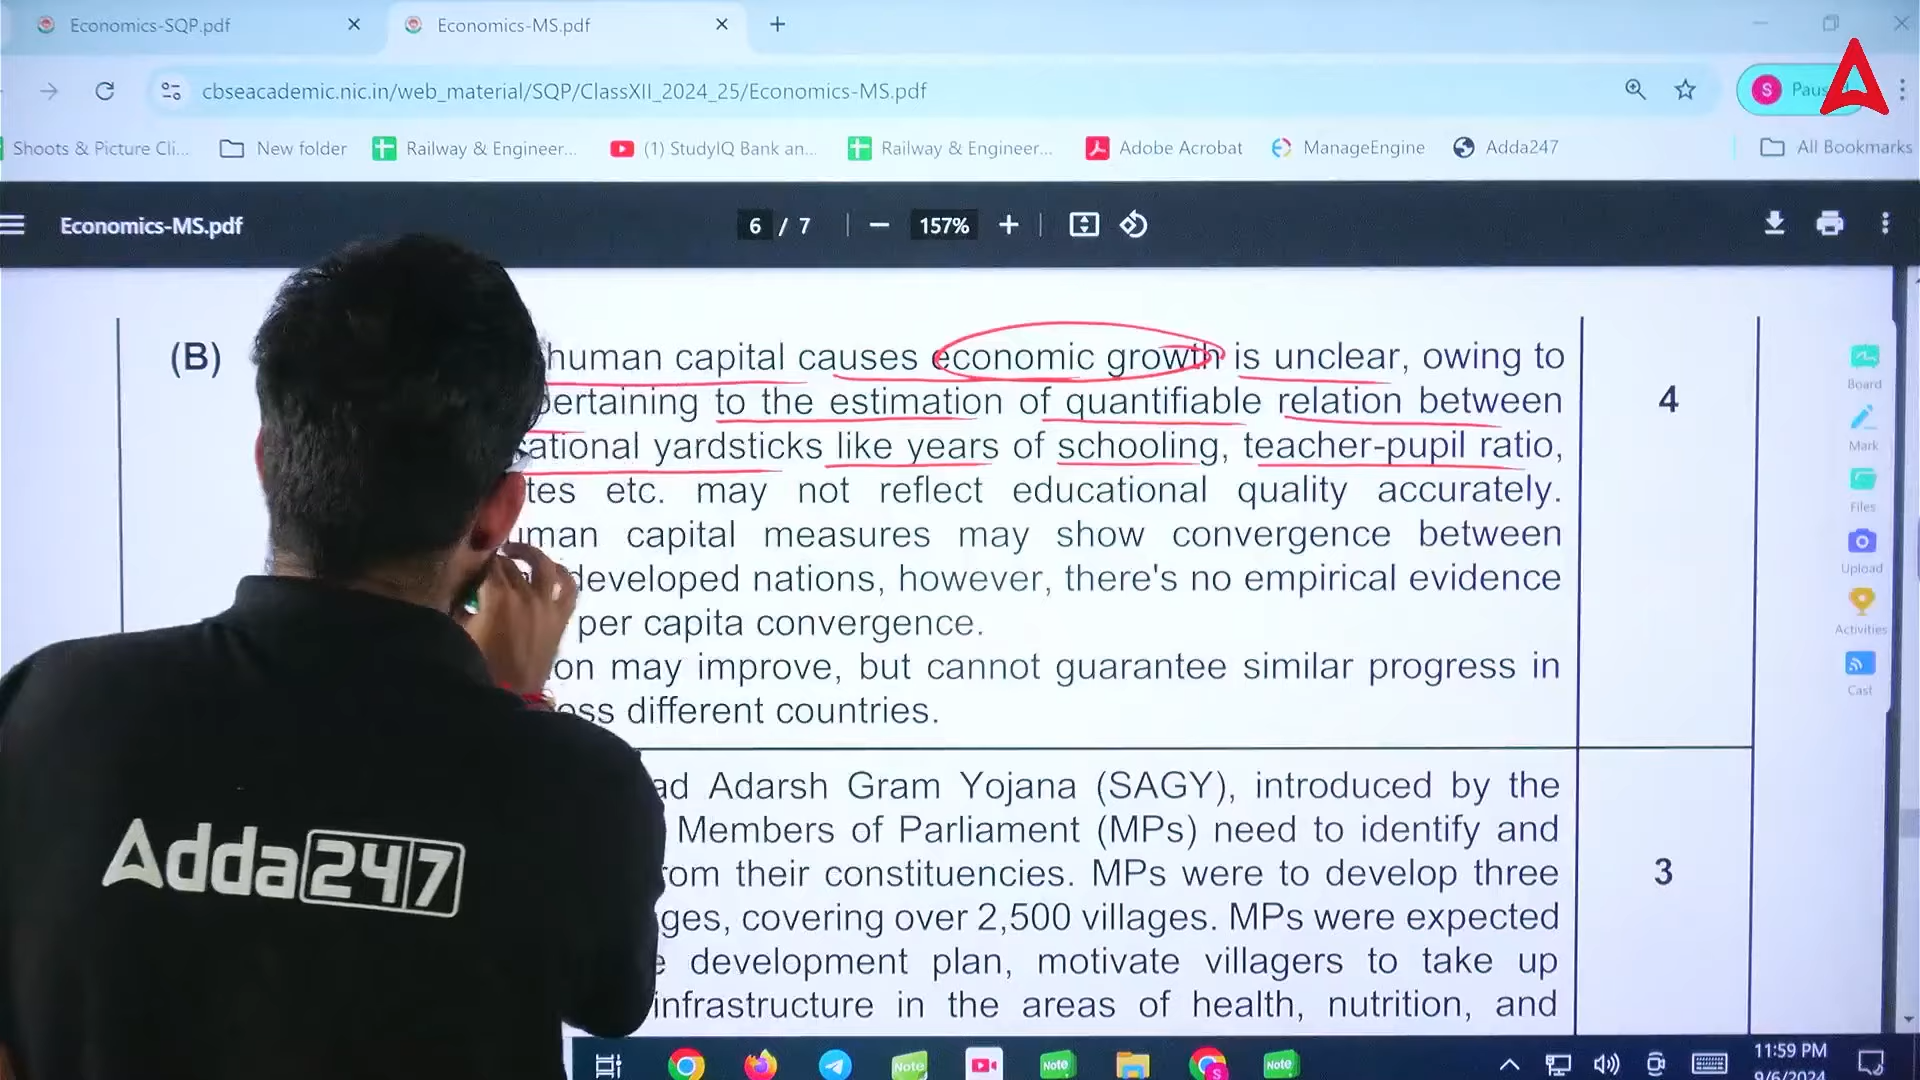 Economics-SQP.pdf
Economics-MS.pdf
cbseacademic.nic.in/web_material/SQP/ClassXII_2024_25/Economics-MS.pdf
S
Shoots & Picture Cli...
New folder
Railway & Engineer...
(1) StudyIQ Bank an...
Railway & Engineer...
Adobe Acrobat
ManageEngine
Adda247
All Bookmarks
Economics-MS.pdf
6 / 7
157%
(B)
human capital causes economic growth is unclear, owing to
pertaining to the estimation of quantifiable relation between
ational yardsticks like years of schooling, teacher-pupil ratio,
tes etc. may not reflect educational quality accurately.
uman capital measures may show convergence between
developed nations, however, there's no empirical evidence
per capita convergence.
on may improve, but cannot guarantee similar progress in
oss different countries.
4
ad Adarsh Gram Yojana (SAGY), introduced by the
Members of Parliament (MPs) need to identify and
rom their constituencies. MPs were to develop three
ges, covering over 2,500 villages. MPs were expected
e development plan, motivate villagers to take up
infrastructure in the areas of health, nutrition, and
3
Board
Mark
Files
Upload
Activities
Cast
Adda247
Note
Note
S
Note
11:59 PM
9/6/2024